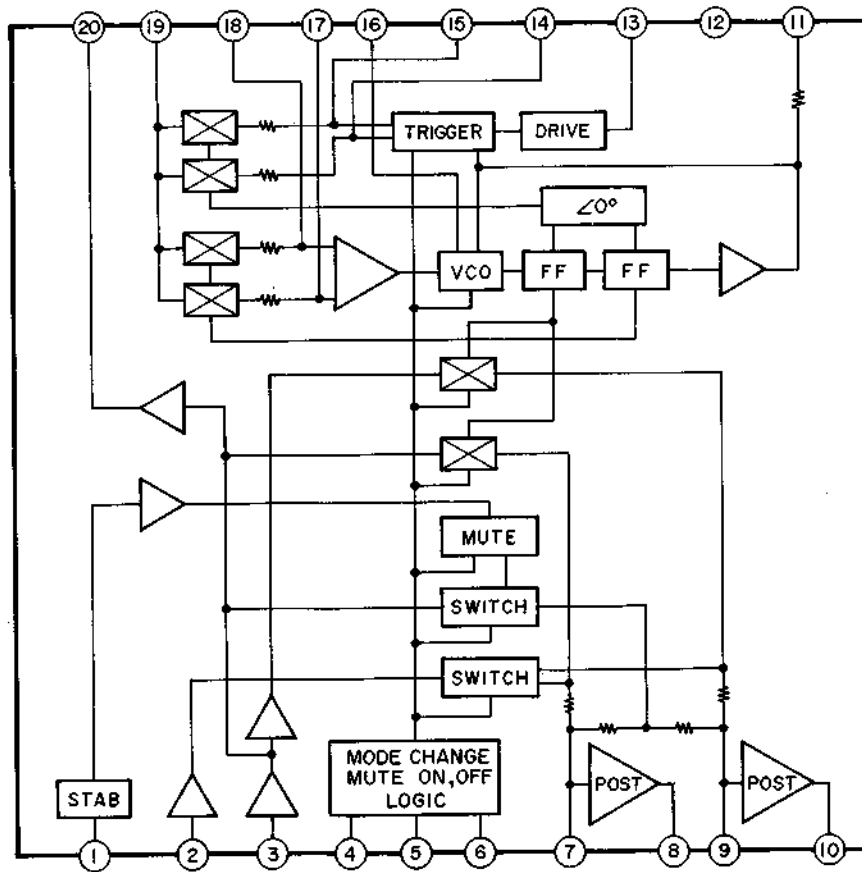 20 19 18 17 16 15 14 13 12 11
TRIGGER DRIVE
∠0°
VCO FF FF
MUTE
SWITCH
SWITCH
MODE CHANGE
MUTE ON,OFF
LOGIC
STAB
POST POST
1 2 3 4 5 6 7 8 9 10